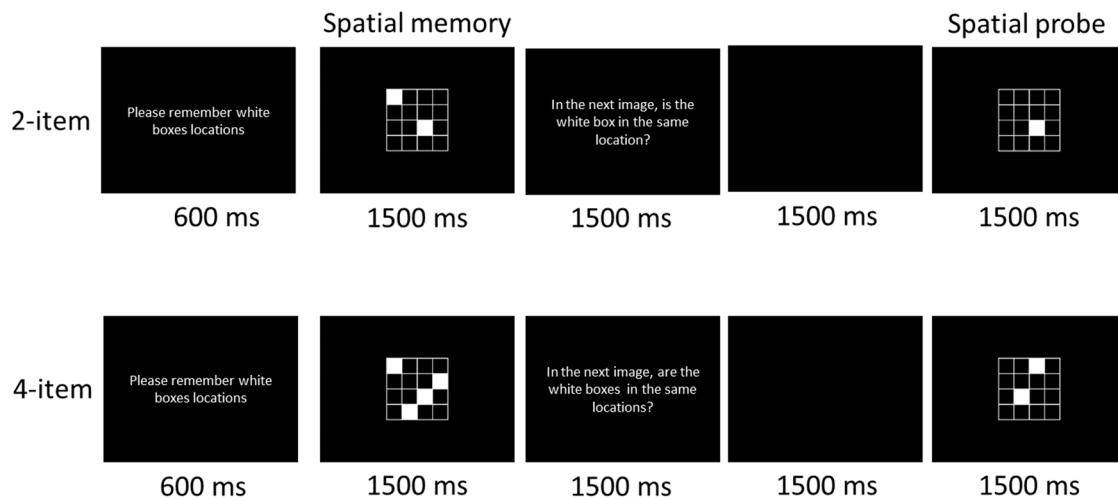 Spatial memory
Spatial probe
2-item
Please remember white
boxes locations
In the next image, is the
white box in the same
location?
600 ms
1500 ms
1500 ms
1500 ms
1500 ms
4-item
Please remember white
boxes locations
In the next image, are the
white boxes in the same
locations?
600 ms
1500 ms
1500 ms
1500 ms
1500 ms